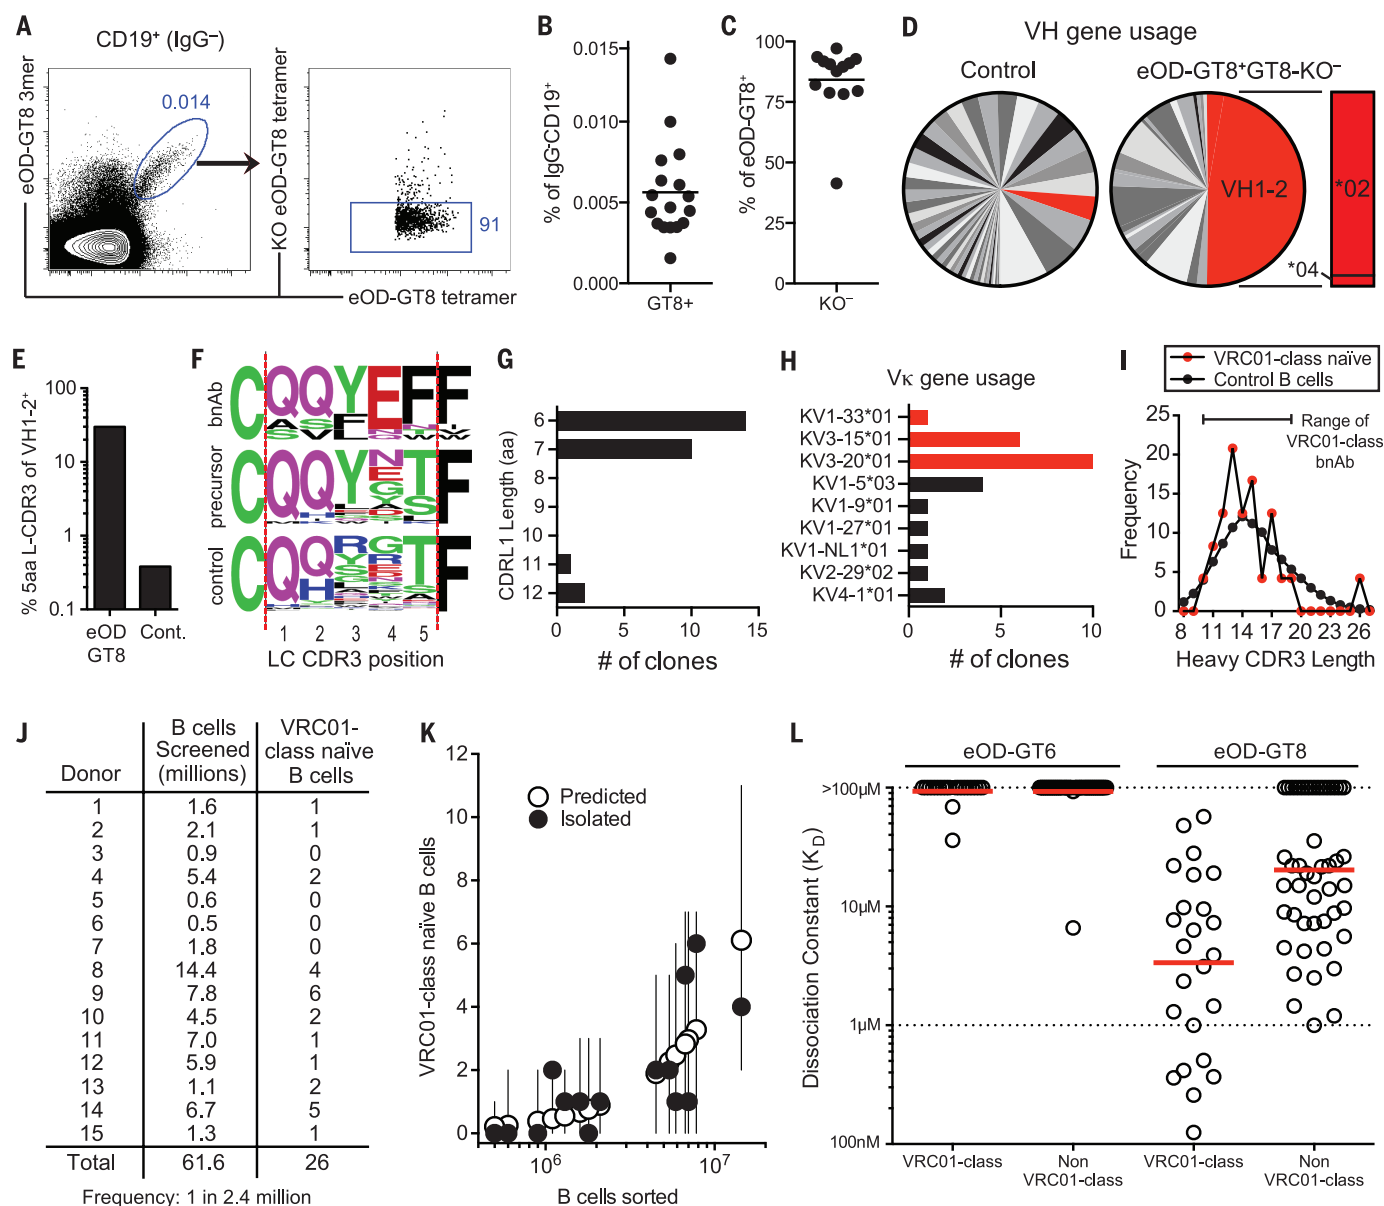 A
CD19⁺ (IgG⁻)
eOD-GT8 3mer
0.014
KO eOD-GT8 tetramer
91
eOD-GT8 tetramer
B
% of IgG⁻CD19⁺
0.015
0.010
0.005
0.000
GT8+
C
% of eOD-GT8⁺
100
75
50
25
0
KO⁻
D
VH gene usage
Control
eOD-GT8⁺GT8-KO⁻
VH1-2
*02
*04
E
% 5aa L-CDR3 of VH1-2⁺
100
10
1
0.1
eOD GT8
Cont.
F
bnAb
precursor
control
1 2 3 4 5
LC CDR3 position
G
CDRL1 Length (aa)
6
7
8
9
10
11
12
0 5 10 15
# of clones
H
Vκ gene usage
KV1-33*01
KV3-15*01
KV3-20*01
KV1-5*03
KV1-9*01
KV1-27*01
KV1-NL1*01
KV2-29*02
KV4-1*01
0 5 10
# of clones
I
VRC01-class naïve
Control B cells
Range of
VRC01-class
bnAb
Frequency
25
20
15
10
5
0
8 11 14 17 20 23 26
Heavy CDR3 Length
J
Donor B cells Screened (millions) VRC01-class naïve B cells
1 1.6 1
2 2.1 1
3 0.9 0
4 5.4 2
5 0.6 0
6 0.5 0
7 1.8 0
8 14.4 4
9 7.8 6
10 4.5 2
11 7.0 1
12 5.9 1
13 1.1 2
14 6.7 5
15 1.3 1
Total 61.6 26
Frequency: 1 in 2.4 million
K
VRC01-class naïve B cells
12
10
8
6
4
2
0
Predicted
Isolated
10⁶ 10⁷
B cells sorted
L
eOD-GT6 eOD-GT8
Dissociation Constant (K_D)
>100µM
10µM
1µM
100nM
VRC01-class
Non VRC01-class
VRC01-class
Non VRC01-class